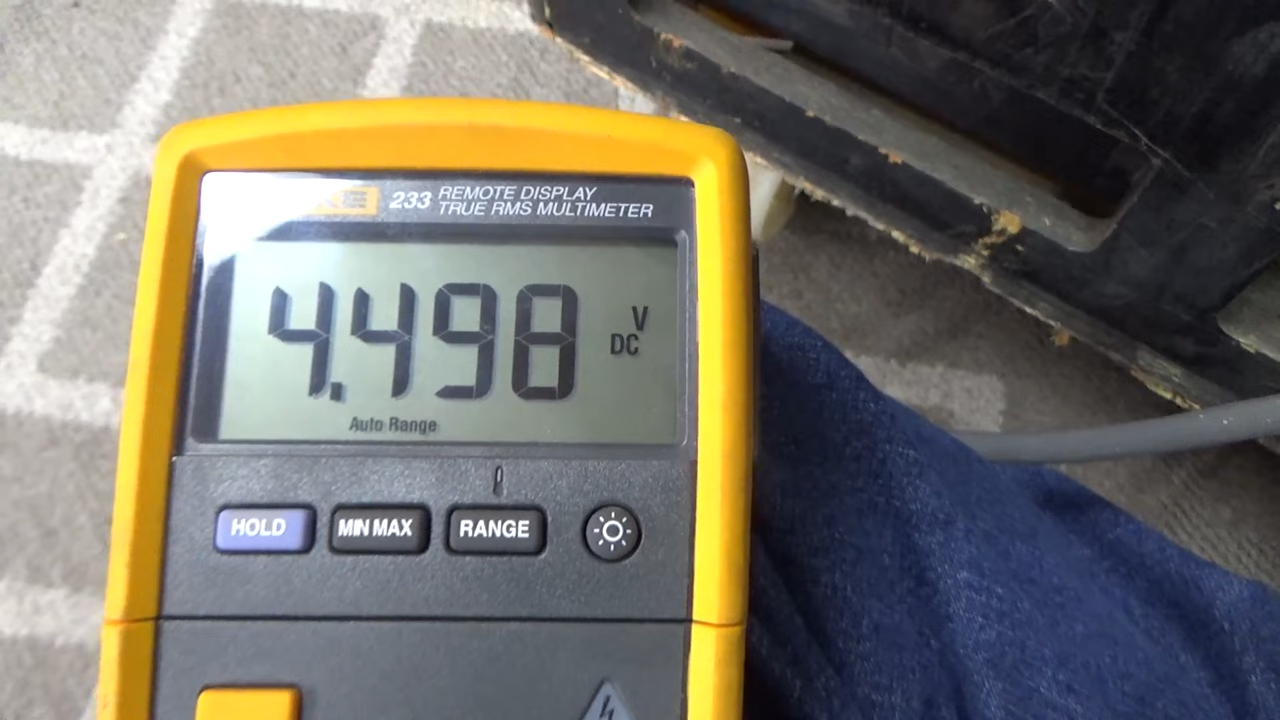 233 REMOTE DISPLAY
TRUE RMS MULTIMETER
4.498 V
DC
Auto Range
HOLD MIN MAX RANGE